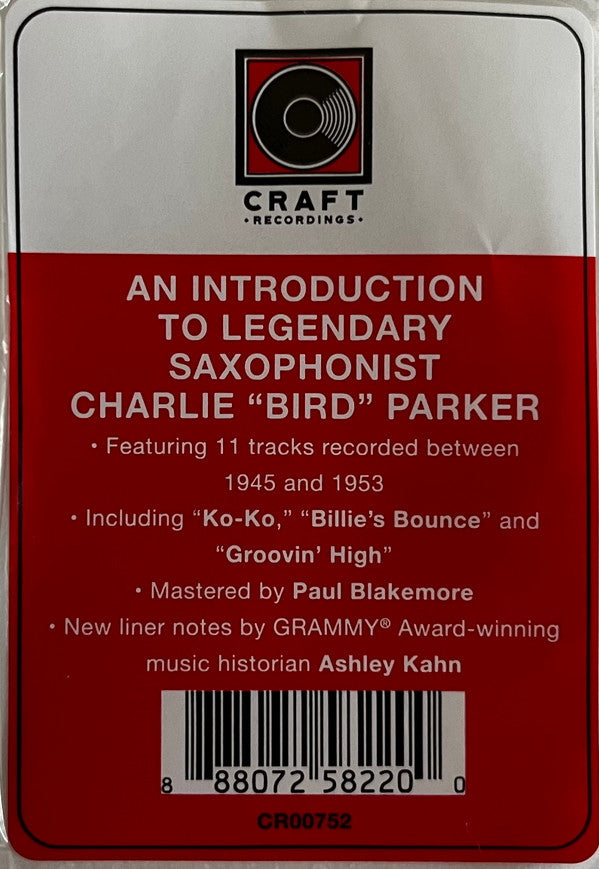 CRAFT
•RECORDINGS•
AN INTRODUCTION
TO LEGENDARY
SAXOPHONIST
CHARLIE “BIRD” PARKER
• Featuring 11 tracks recorded between
1945 and 1953
• Including “Ko-Ko,” “Billie's Bounce” and
“Groovin' High”
• Mastered by Paul Blakemore
• New liner notes by GRAMMY® Award-winning
music historian Ashley Kahn
8 88072 58220 0
CR00752